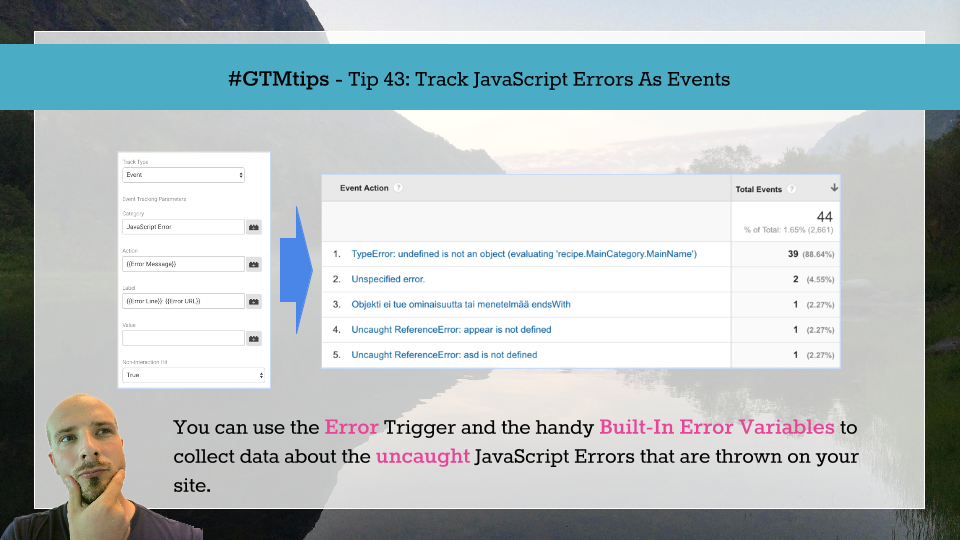 #GTMtips - Tip 43: Track JavaScript Errors As Events
Track Type
Event
Event Tracking Parameters
Category
JavaScript Error
Action
{{Error Message}}
Label
{{Error Line}}: {{Error URL}}
Value
Non-Interaction Hit
True
Event Action ?
Total Events ?
44
% of Total: 1.65% (2,661)
1. TypeError: undefined is not an object (evaluating 'recipe.MainCategory.MainName') 39 (88.64%)
2. Unspecified error. 2 (4.55%)
3. Objekti ei tue ominaisuutta tai menetelmää endsWith 1 (2.27%)
4. Uncaught ReferenceError: appear is not defined 1 (2.27%)
5. Uncaught ReferenceError: asd is not defined 1 (2.27%)
You can use the Error Trigger and the handy Built-In Error Variables to
collect data about the uncaught JavaScript Errors that are thrown on your
site.